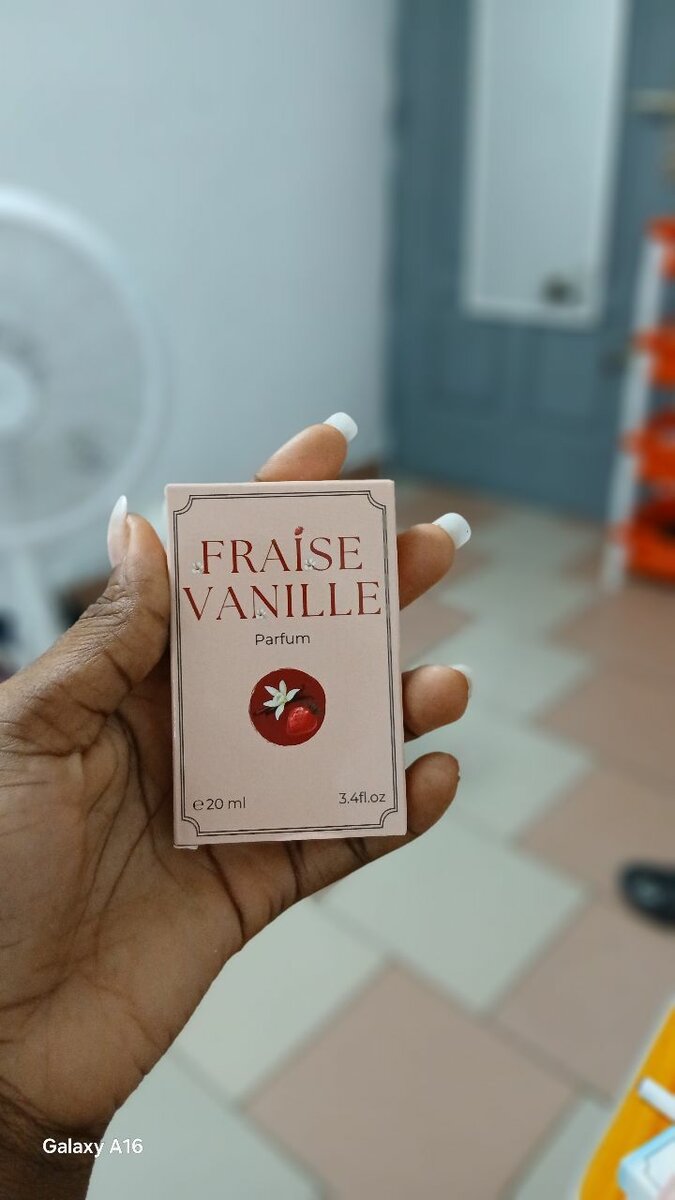 FRAISE
VANILLE
Parfum
℮20 ml
3.4fl.oz
Galaxy A16